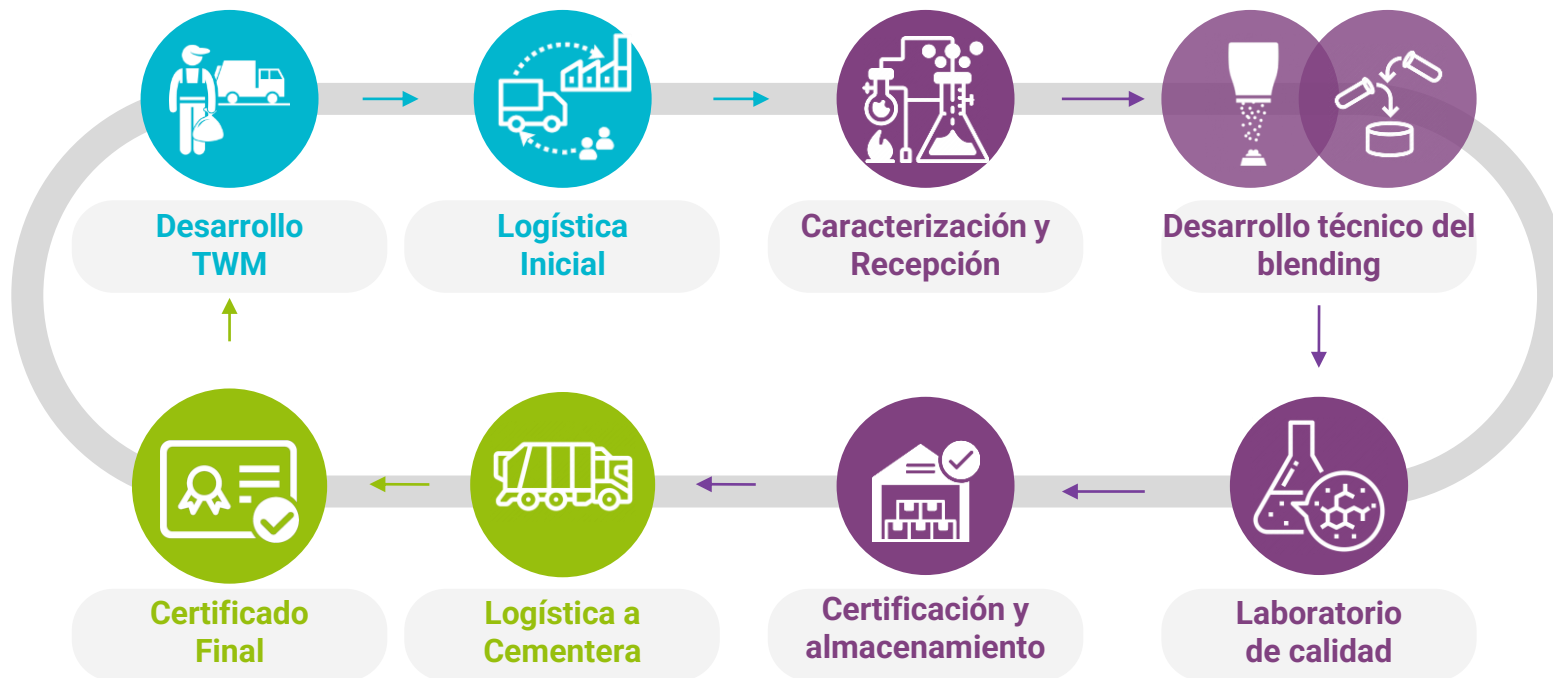 Desarrollo
TWM
Logística
Inicial
Caracterización y
Recepción
Desarrollo técnico del
blending
Certificado
Final
Logística a
Cementera
Certificación y
almacenamiento
Laboratorio
de calidad